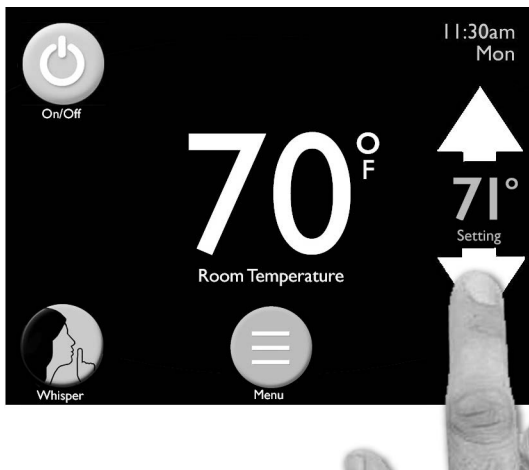 11:30am
Mon
On/Off
70°F
Room Temperature
71°
Setting
Whisper
Menu